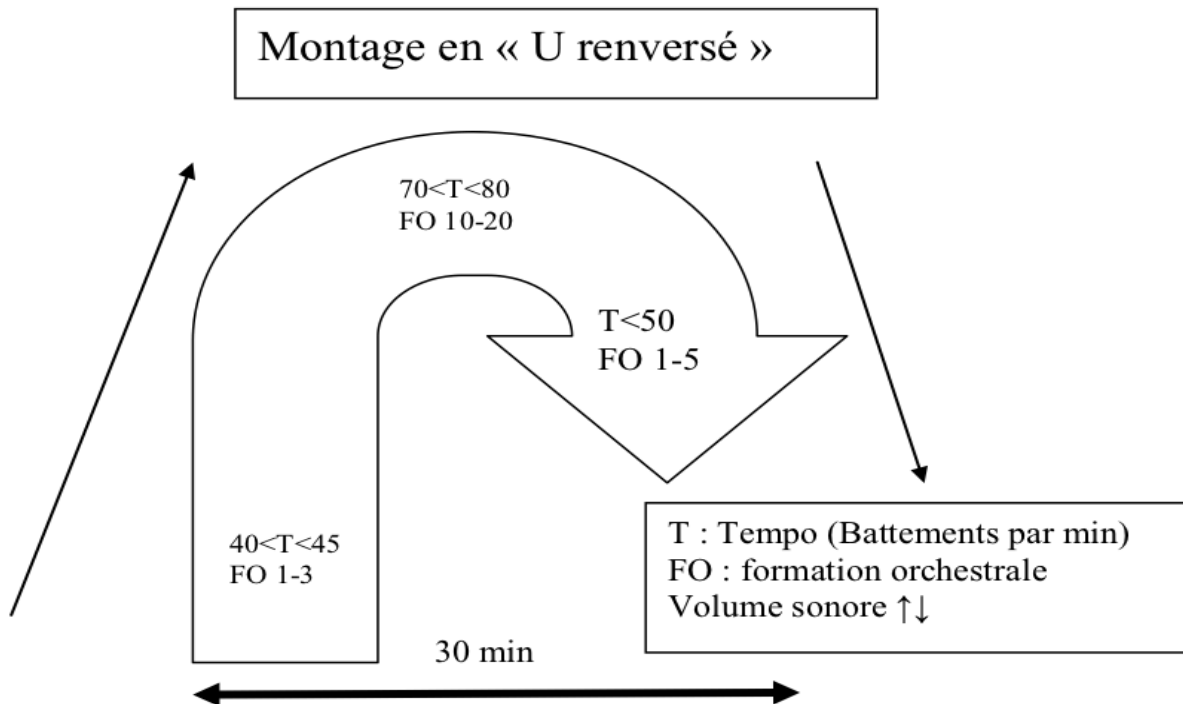 Montage en « U renversé »
70<T<80
FO 10-20
T<50
FO 1-5
40<T<45
FO 1-3
T : Tempo (Battements par min)
FO : formation orchestrale
Volume sonore ↑↓
30 min